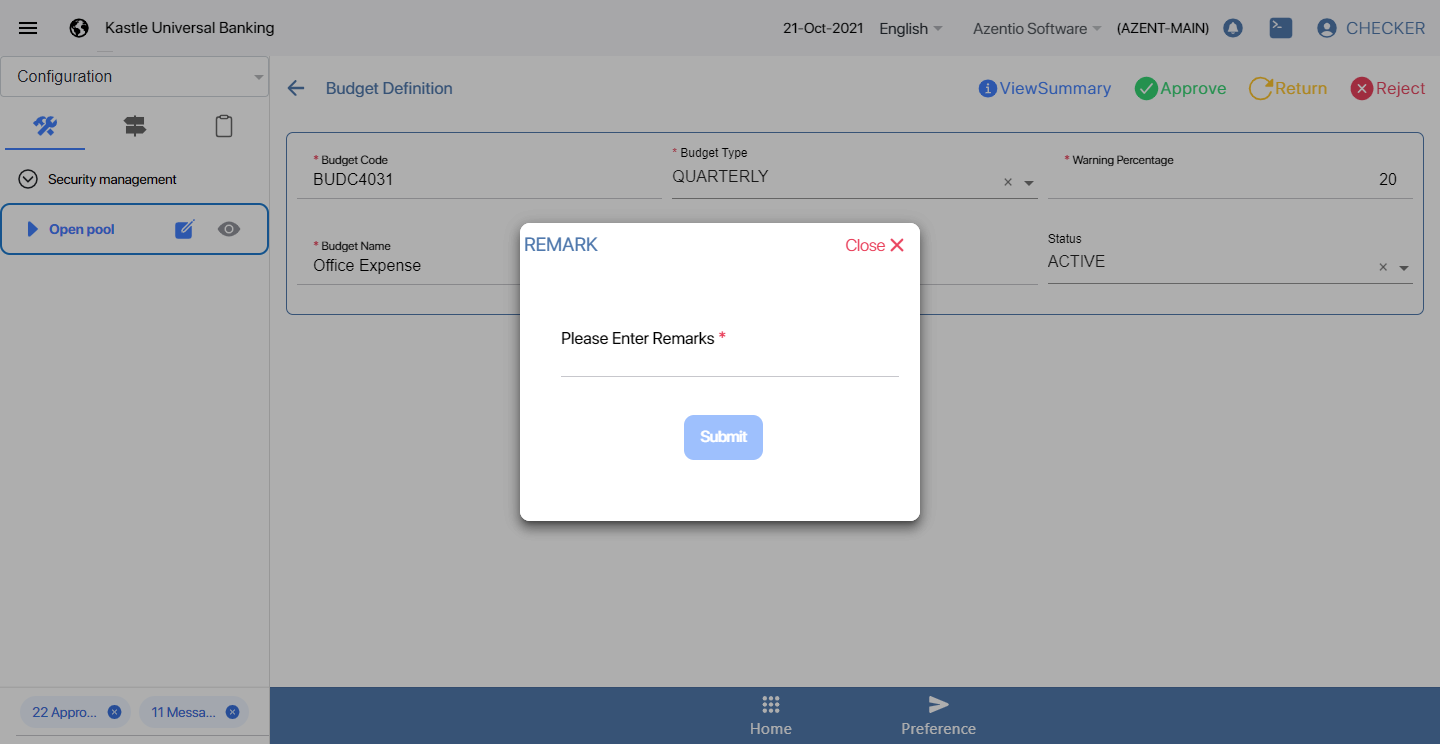 Kastle Universal Banking
21-Oct-2021 English Azentio Software (AZENT-MAIN) CHECKER
Configuration
Budget Definition
ViewSummary Approve Return Reject
Security management
Open pool
* Budget Code
BUDC4031
* Budget Type
QUARTERLY
* Warning Percentage
20
* Budget Name
Office Expense
Status
ACTIVE
REMARK
Close
Please Enter Remarks *
Submit
22 Appro...
11 Messa...
Home
Preference